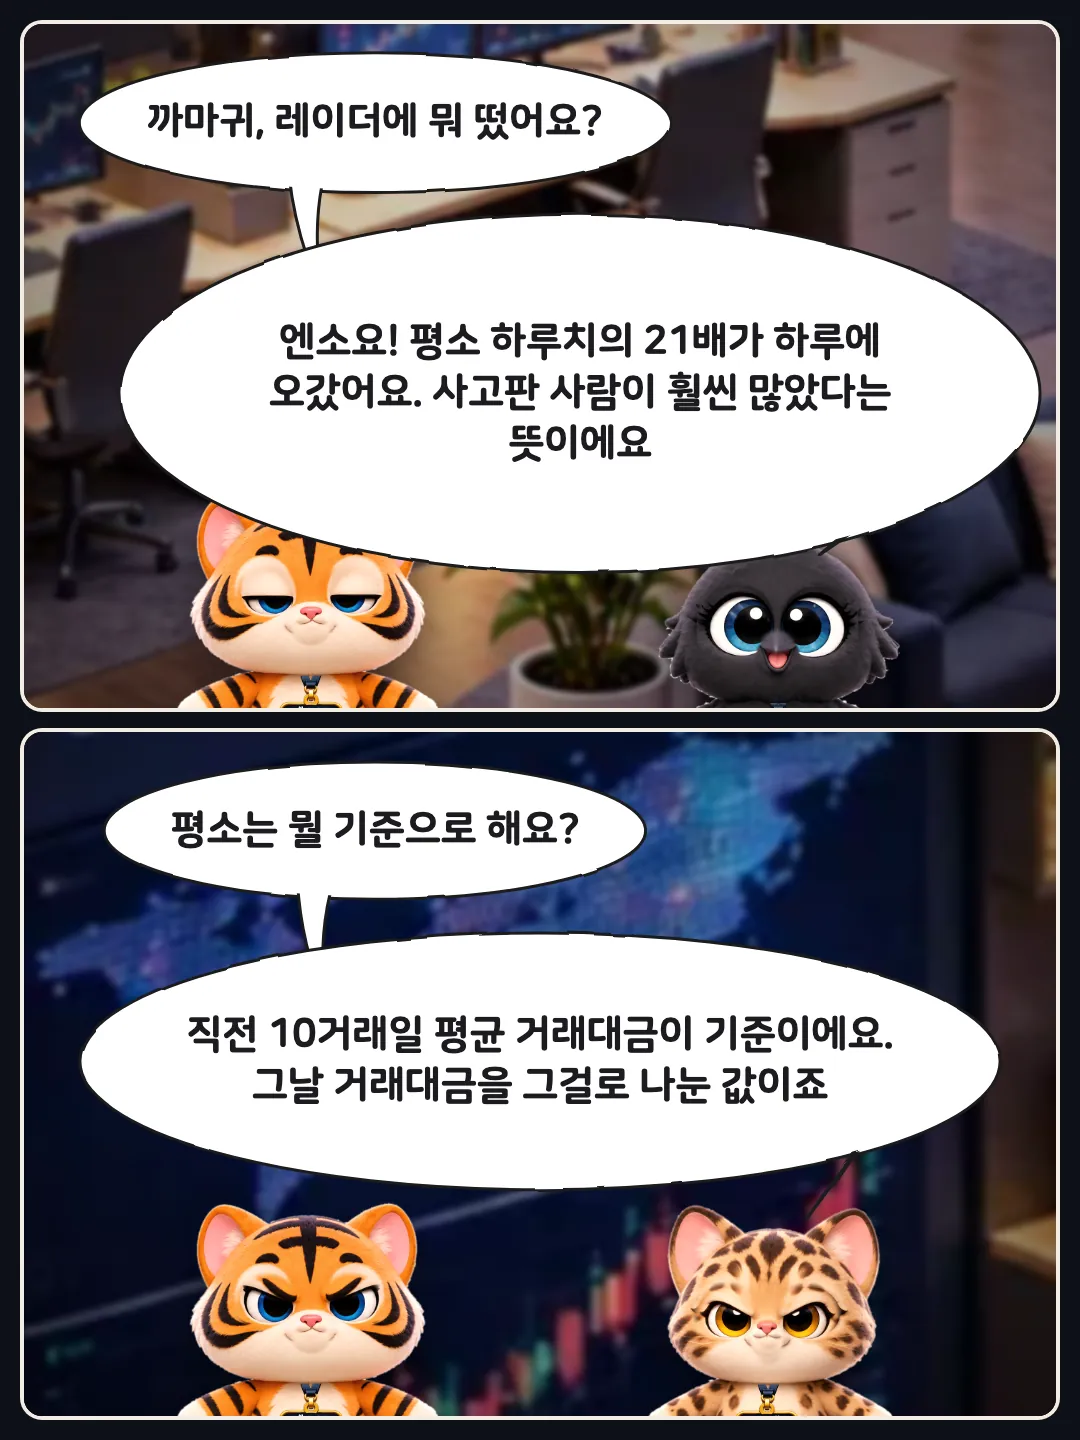 까마귀, 레이더에 뭐 떴어요?
엔소요! 평소 하루치의 21배가 하루에
오갔어요. 사고판 사람이 훨씬 많았다는
뜻이에요
평소는 뭘 기준으로 해요?
직전 10거래일 평균 거래대금이 기준이에요.
그날 거래대금을 그걸로 나눈 값이죠